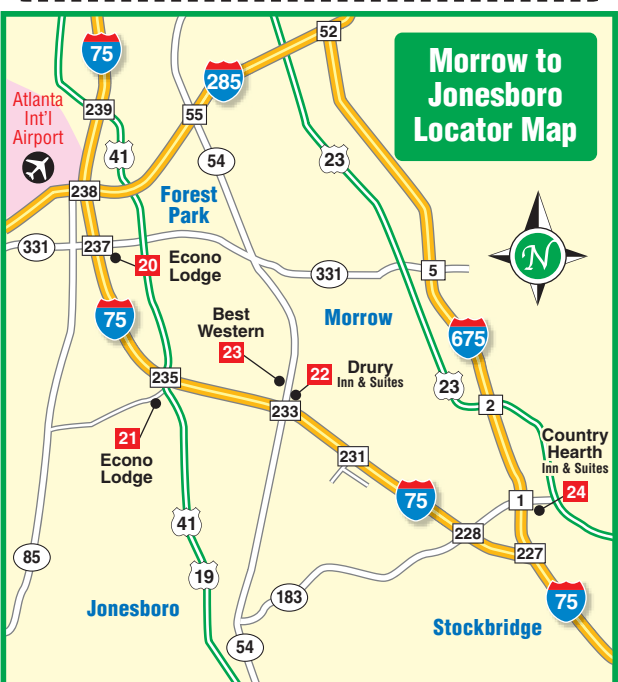 Morrow to
Jonesboro
Locator Map
52
75
285
Atlanta
Int'l
Airport
239
55
41
54
23
238
Forest
Park
331
237
20
Econo
Lodge
331
5
N
75
Best
Western
23
Morrow
675
22
Drury
Inn & Suites
235
233
23
2
21
Econo
Lodge
231
Country
Hearth
Inn & Suites
24
75
1
41
228
227
85
19
183
75
Jonesboro
Stockbridge
54